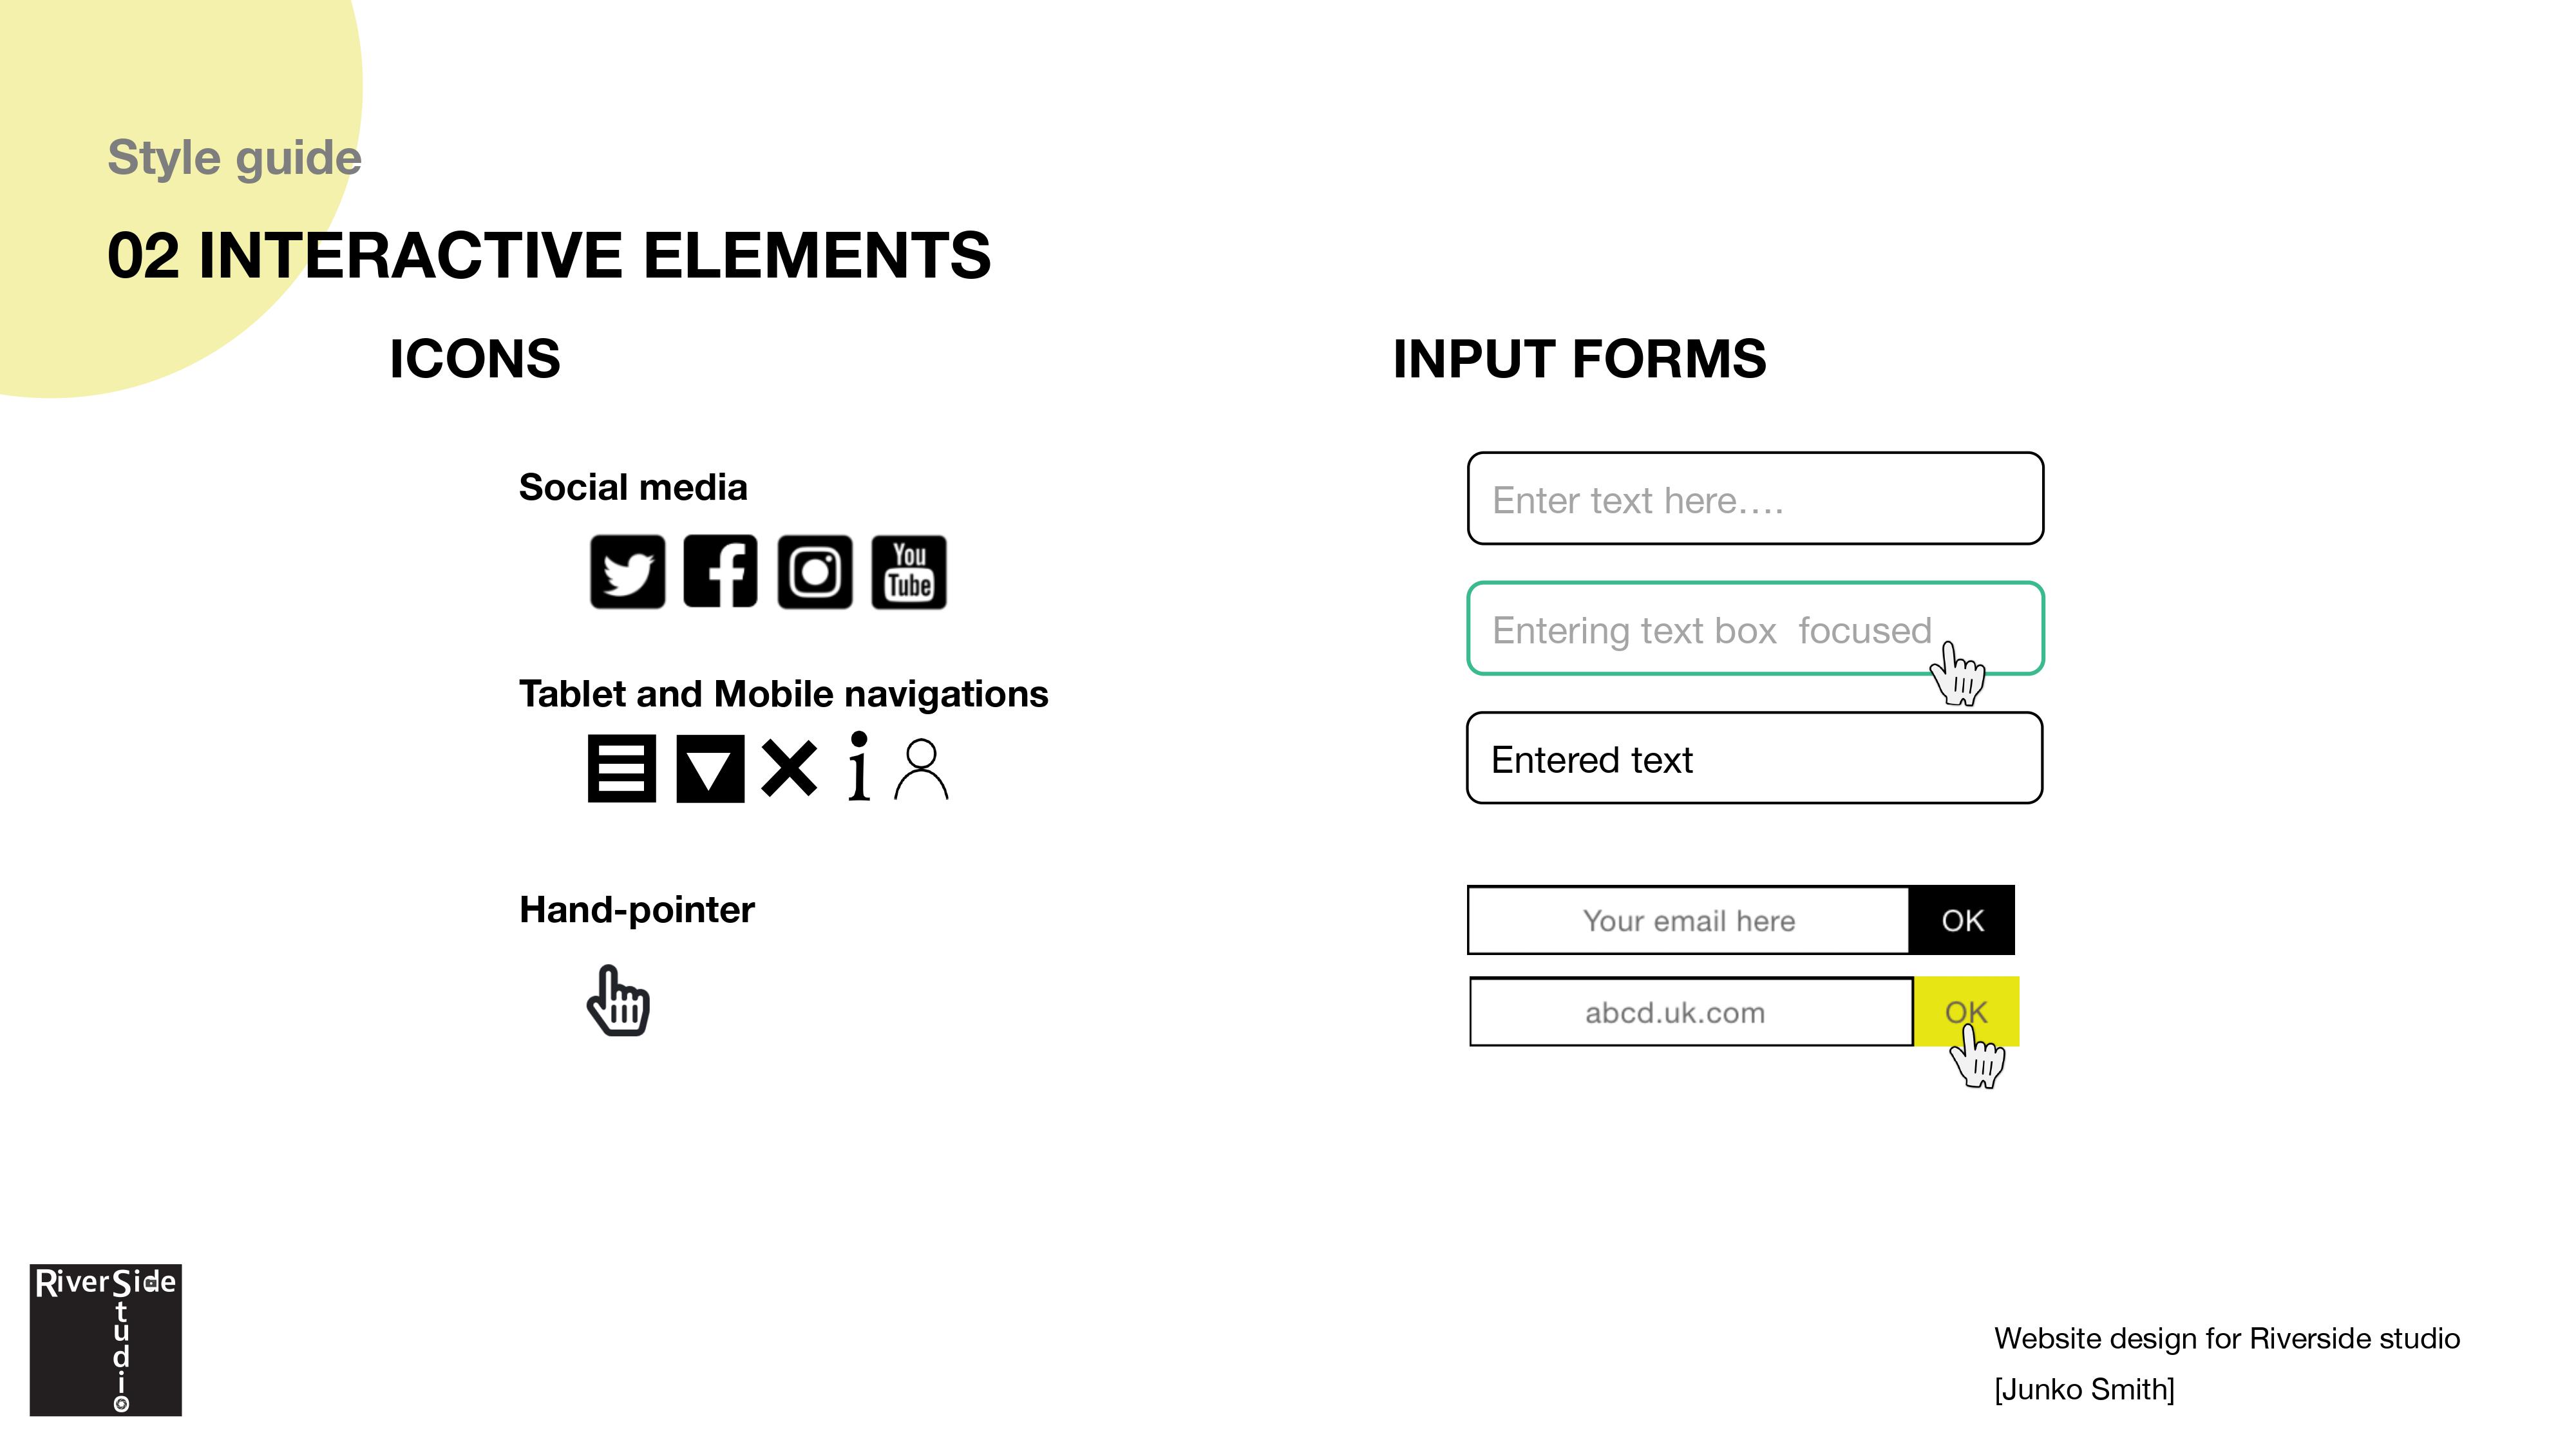 Style guide
02 INTERACTIVE ELEMENTS
ICONS
Social media
You
Tube
Tablet and Mobile navigations
Hand-pointer
INPUT FORMS
Enter text here....
Entering text box  focused
Entered text
Your email here OK
abcd.uk.com OK
RiverSide
Studio
Website design for Riverside studio
[Junko Smith]